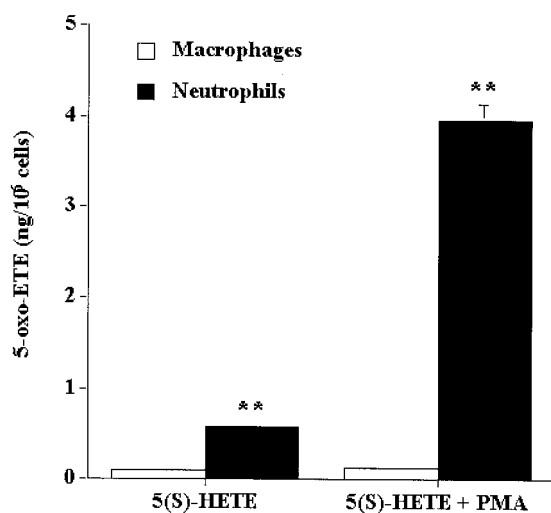 5
Macrophages
Neutrophils
**
4
3
2
1
**
0
5-oxo-ETE (ng/10⁶ cells)
5(S)-HETE
5(S)-HETE + PMA